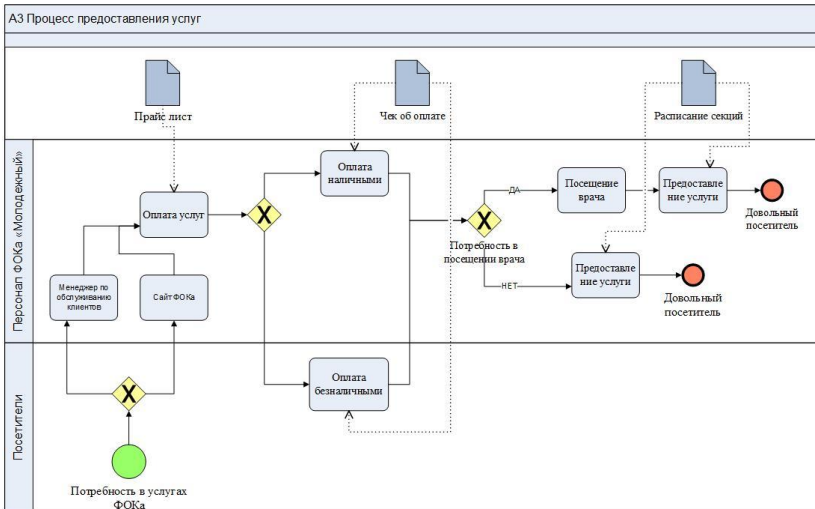 А3 Процесс предоставления услуг
Прайс лист
Чек об оплате
Расписание секций
Персонал ФОКа «Молодежный»
Оплата
наличными
Оплата услуг
ДА
Посещение
врача
Предоставле
ние услуги
Довольный
посетитель
Потребность в
посещении врача
Предоставле
ние услуги
НЕТ
Довольный
посетитель
Менеджер по
обслуживанию
клиентов
Сайт ФОКа
Посетители
Оплата
безналичными
Потребность в услугах
ФОКа